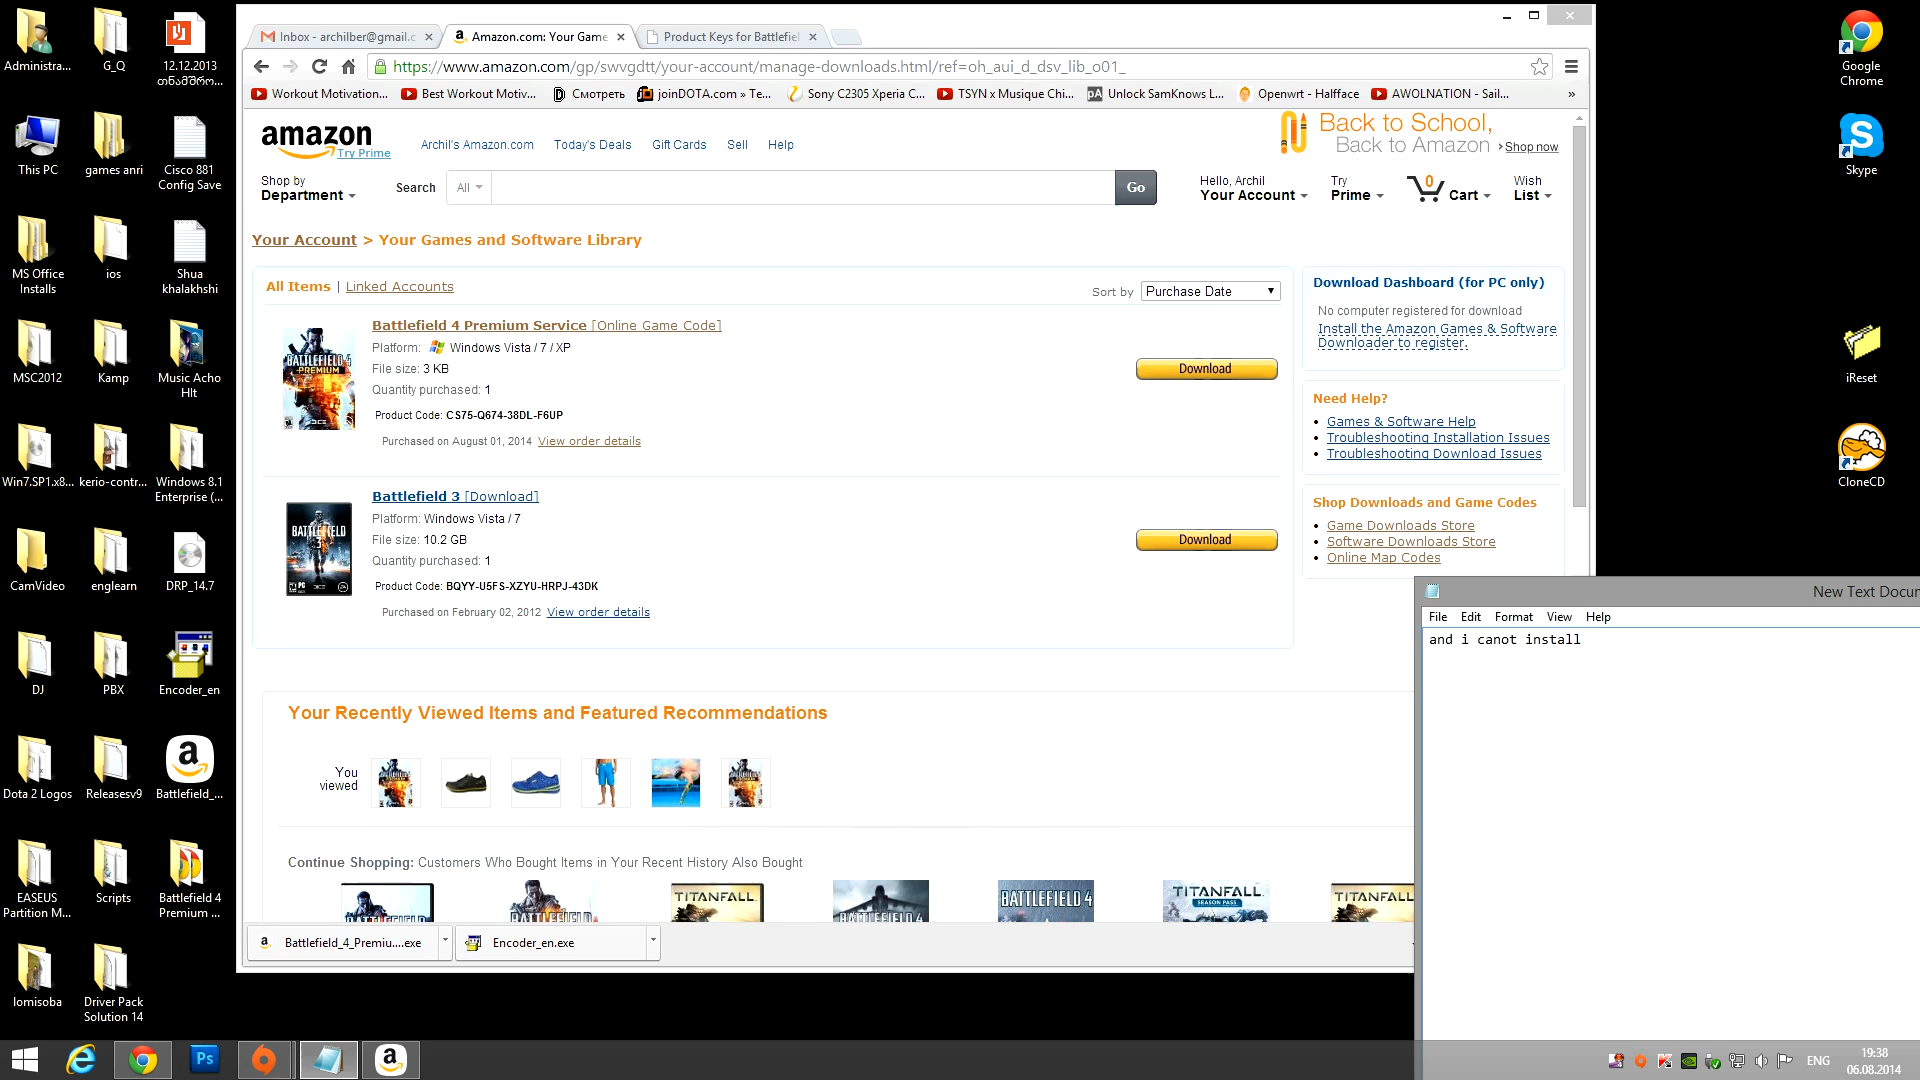 Administra...
G_Q
12.12.2013
თანამშრო...
This PC
games anri
Cisco 881
Config Save
MS Office
Installs
ios
Shua
khalakhshi
MSC2012
Kamp
Music Acho
Hlt
Win7.SP1.x8...
kerio-contr...
Windows 8.1
Enterprise (...
CamVideo
englearn
DRP_14.7
DJ
PBX
Encoder_en
Dota 2 Logos
Releasesv9
Battlefield_...
EASEUS
Partition M...
Scripts
Battlefield 4
Premium ...
lomisoba
Driver Pack
Solution 14
Inbox - archilber@gmail.c
Amazon.com: Your Game
Product Keys for Battlefiel
https://www.amazon.com/gp/swvgdtt/your-account/manage-downloads.html/ref=oh_aui_d_dsv_lib_o01_
Workout Motivation...
Best Workout Motiv...
Смотреть
joinDOTA.com » Te...
Sony C2305 Xperia C...
TSYN x Musique Chi...
Unlock SamKnows L...
Openwrt - Halfface
AWOLNATION - Sail...
»
amazon
Try Prime
Archil's Amazon.com
Today's Deals
Gift Cards
Sell
Help
Back to School,
Back to Amazon
Shop now
Shop by
Department
Search
All
Go
Hello, Archil
Your Account
Try
Prime
0
Cart
Wish
List
Your Account > Your Games and Software Library
All Items | Linked Accounts
Sort by Purchase Date
Battlefield 4 Premium Service [Online Game Code]
Platform: Windows Vista / 7 / XP
File size: 3 KB
Quantity purchased: 1
Product Code: CS75-Q674-38DL-F6UP
Purchased on August 01, 2014 View order details
Download
BATTLEFIELD 4
PREMIUM
Battlefield 3 [Download]
Platform: Windows Vista / 7
File size: 10.2 GB
Quantity purchased: 1
Product Code: BQYY-U5FS-XZYU-HRPJ-43DK
Purchased on February 02, 2012 View order details
Download
BATTLEFIELD
3
Download Dashboard (for PC only)
No computer registered for download
Install the Amazon Games & Software
Downloader to register.
Need Help?
Games & Software Help
Troubleshooting Installation Issues
Troubleshooting Download Issues
Shop Downloads and Game Codes
Game Downloads Store
Software Downloads Store
Online Map Codes
Your Recently Viewed Items and Featured Recommendations
You
viewed
Continue Shopping: Customers Who Bought Items in Your Recent History Also Bought
BATTLEFIELD
BATTLEFIELD
TITANFALL
BATTLEFIELD 4
BATTLEFIELD 4
TITANFALL
SEASON PASS
TITANFALL
Battlefield_4_Premiu....exe
Encoder_en.exe
New Text Docum
File Edit Format View Help
and i canot install
Google
Chrome
Skype
iReset
CloneCD
Ps
ENG
19:38
06.08.2014